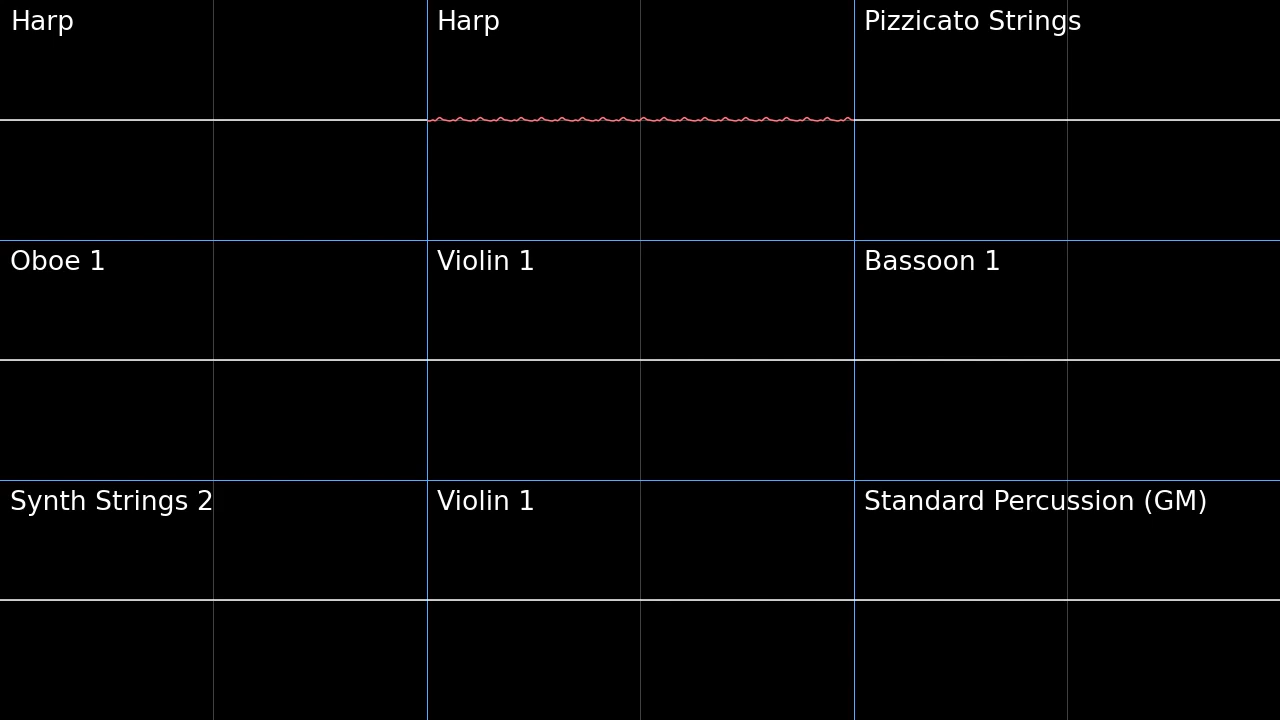 Harp
Harp
Pizzicato Strings
Oboe 1
Violin 1
Bassoon 1
Synth Strings 2
Violin 1
Standard Percussion (GM)